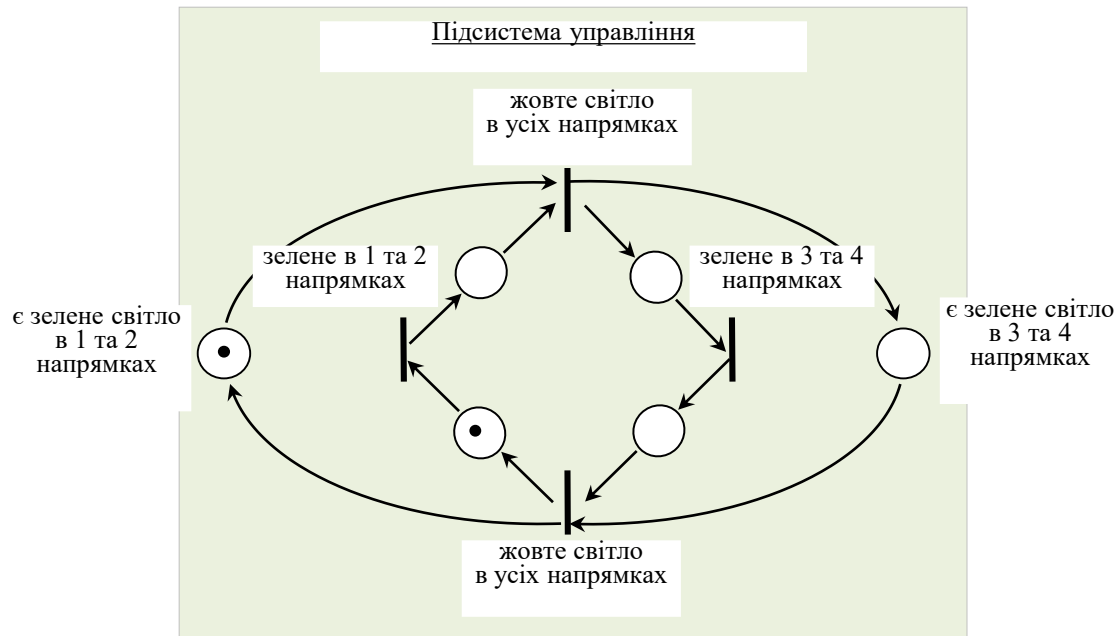 Підсистема управління
жовте світло
в усіх напрямках
зелене в 1 та 2
напрямках
зелене в 3 та 4
напрямках
є зелене світло
в 1 та 2
напрямках
є зелене світло
в 3 та 4
напрямках
жовте світло
в усіх напрямках